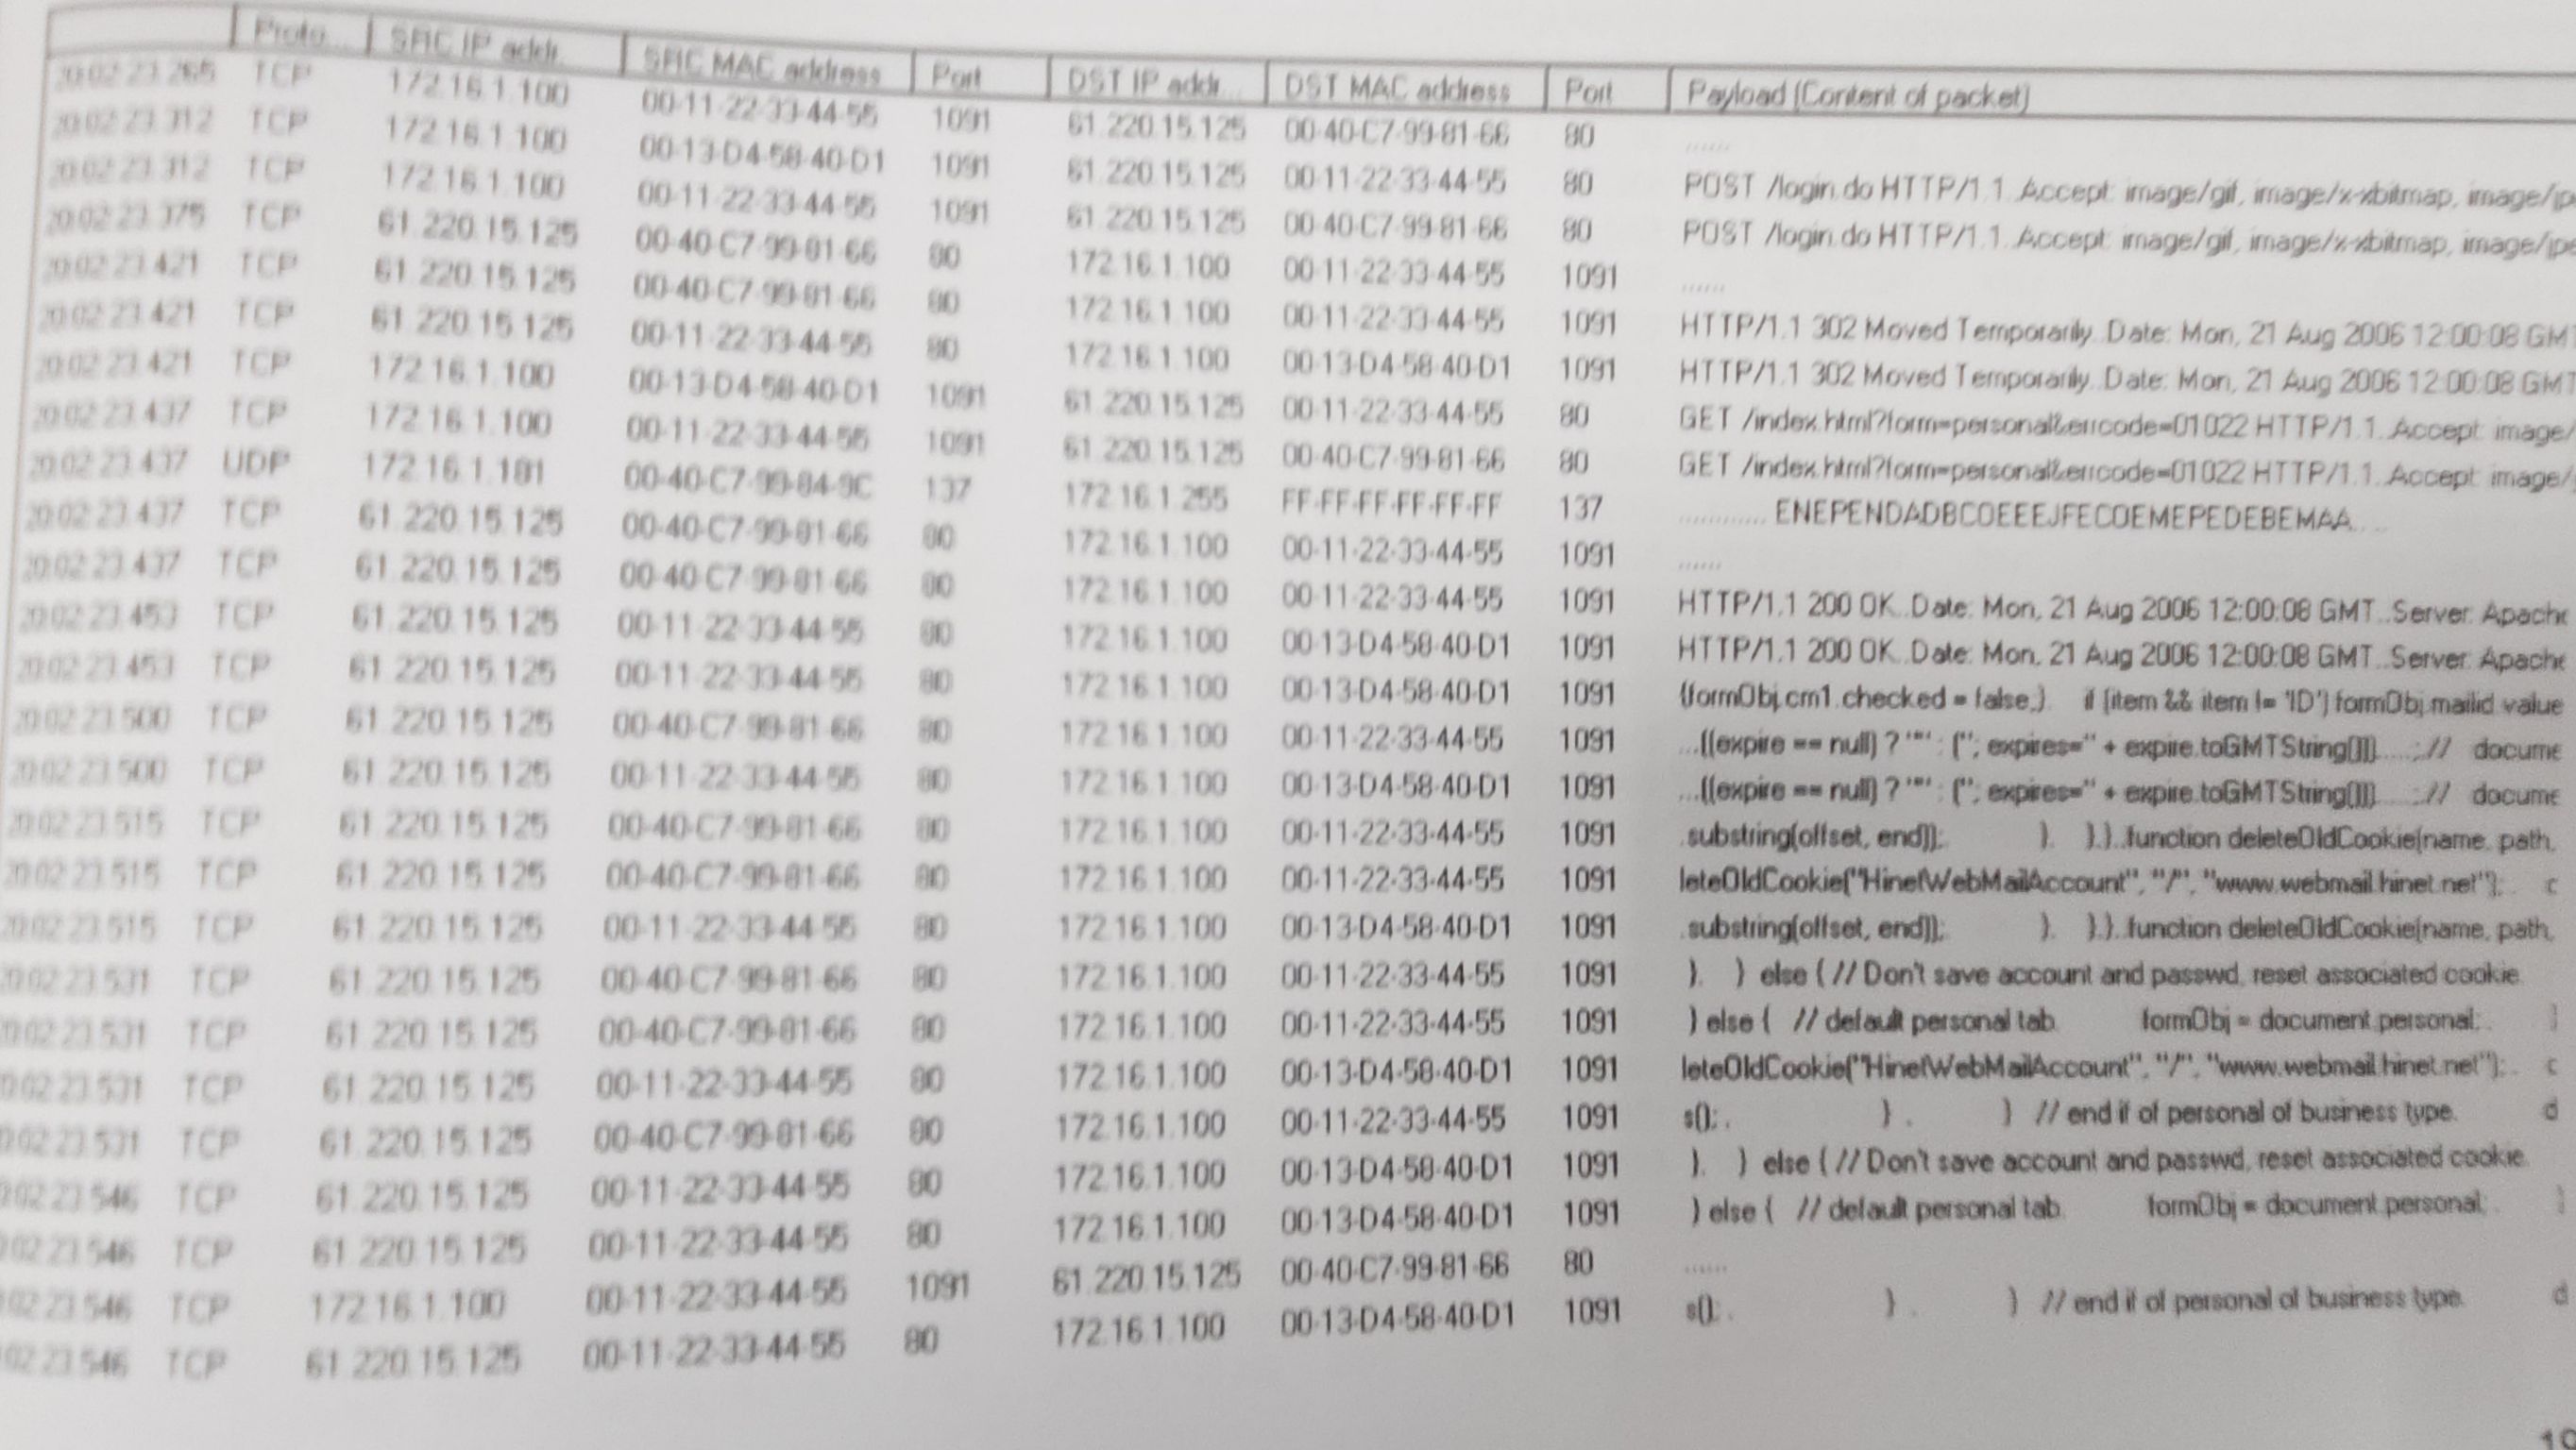 Proto... SRC IP addr. SRC MAC address Port DST IP addr... DST MAC address Port Payload (Content of packet)
20:02:23.265 TCP 172.16.1.100 00-11-22-33-44-55 1091 61.220.15.125 00-40-C7-99-81-66 80 ......
20:02:23.312 TCP 172.16.1.100 00-13-D4-58-40-D1 1091 61.220.15.125 00-11-22-33-44-55 80 POST /login.do HTTP/1.1..Accept: image/gif, image/x-xbitmap, image/jp
20:02:23.312 TCP 172.16.1.100 00-11-22-33-44-55 1091 61.220.15.125 00-40-C7-99-81-66 80 POST /login.do HTTP/1.1..Accept: image/gif, image/x-xbitmap, image/jpe
20:02:23.375 TCP 61.220.15.125 00-40-C7-99-81-66 80 172.16.1.100 00-11-22-33-44-55 1091 ......
20:02:23.421 TCP 61.220.15.125 00-40-C7-99-81-66 80 172.16.1.100 00-11-22-33-44-55 1091 HTTP/1.1 302 Moved Temporarily..Date: Mon, 21 Aug 2006 12:00:08 GMT
20:02:23.421 TCP 61.220.15.125 00-11-22-33-44-55 80 172.16.1.100 00-13-D4-58-40-D1 1091 HTTP/1.1 302 Moved Temporarily..Date: Mon, 21 Aug 2006 12:00:08 GMT
20:02:23.421 TCP 172.16.1.100 00-13-D4-58-40-D1 1091 61.220.15.125 00-11-22-33-44-55 80 GET /index.html?form=personal&errcode=01022 HTTP/1.1..Accept: image/
20:02:23.437 TCP 172.16.1.100 00-11-22-33-44-55 1091 61.220.15.125 00-40-C7-99-81-66 80 GET /index.html?form=personal&errcode=01022 HTTP/1.1..Accept: image/
20:02:23.437 UDP 172.16.1.181 00-40-C7-99-84-9C 137 172.16.1.255 FF-FF-FF-FF-FF-FF 137 ............ ENEPENDADBCOEEEJFECOEMEPEDEBEMAA.....
20:02:23.437 TCP 61.220.15.125 00-40-C7-99-81-66 80 172.16.1.100 00-11-22-33-44-55 1091 ......
20:02:23.437 TCP 61.220.15.125 00-40-C7-99-81-66 80 172.16.1.100 00-11-22-33-44-55 1091 HTTP/1.1 200 OK..Date: Mon, 21 Aug 2006 12:00:08 GMT..Server: Apache
20:02:23.453 TCP 61.220.15.125 00-11-22-33-44-55 80 172.16.1.100 00-13-D4-58-40-D1 1091 HTTP/1.1 200 OK..Date: Mon, 21 Aug 2006 12:00:08 GMT..Server: Apache
20:02:23.453 TCP 61.220.15.125 00-11-22-33-44-55 80 172.16.1.100 00-13-D4-58-40-D1 1091 (formObj.cm1.checked = false;} if (item && item != 'ID') formObj.mailid.value
20:02:23.500 TCP 61.220.15.125 00-40-C7-99-81-66 80 172.16.1.100 00-11-22-33-44-55 1091 ...((expire == null) ? "" : ("; expires=" + expire.toGMTString()))......;// docume
20:02:23.500 TCP 61.220.15.125 00-11-22-33-44-55 80 172.16.1.100 00-13-D4-58-40-D1 1091 ...((expire == null) ? "" : ("; expires=" + expire.toGMTString()))......;// docume
20:02:23.515 TCP 61.220.15.125 00-40-C7-99-81-66 80 172.16.1.100 00-11-22-33-44-55 1091 .substring(offset, end)); }. }.}..function deleteOldCookie(name, path,
20:02:23.515 TCP 61.220.15.125 00-40-C7-99-81-66 80 172.16.1.100 00-11-22-33-44-55 1091 leteOldCookie("HinetWebMailAccount", "/", "www.webmail.hinet.net"); c
20:02:23.515 TCP 61.220.15.125 00-11-22-33-44-55 80 172.16.1.100 00-13-D4-58-40-D1 1091 .substring(offset, end)); }. }.}..function deleteOldCookie(name, path,
20:02:23.531 TCP 61.220.15.125 00-40-C7-99-81-66 80 172.16.1.100 00-11-22-33-44-55 1091 }. } else { // Don't save account and passwd, reset associated cookie.
20:02:23.531 TCP 61.220.15.125 00-40-C7-99-81-66 80 172.16.1.100 00-11-22-33-44-55 1091 } else { // default personal tab. formObj = document.personal;
0:02:23.531 TCP 61.220.15.125 00-11-22-33-44-55 80 172.16.1.100 00-13-D4-58-40-D1 1091 leteOldCookie("HinetWebMailAccount", "/", "www.webmail.hinet.net"); c
0:02:23.531 TCP 61.220.15.125 00-40-C7-99-81-66 80 172.16.1.100 00-11-22-33-44-55 1091 s();. } . } // end if of personal of business type. d
02:23.546 TCP 61.220.15.125 00-11-22-33-44-55 80 172.16.1.100 00-13-D4-58-40-D1 1091 }. } else { // Don't save account and passwd, reset associated cookie.
02:23.546 TCP 61.220.15.125 00-11-22-33-44-55 80 172.16.1.100 00-13-D4-58-40-D1 1091 } else { // default personal tab. formObj = document.personal;
02:23.546 TCP 172.16.1.100 00-11-22-33-44-55 1091 61.220.15.125 00-40-C7-99-81-66 80 ......
02:23.546 TCP 61.220.15.125 00-11-22-33-44-55 80 172.16.1.100 00-13-D4-58-40-D1 1091 s();. } . } // end if of personal of business type. d